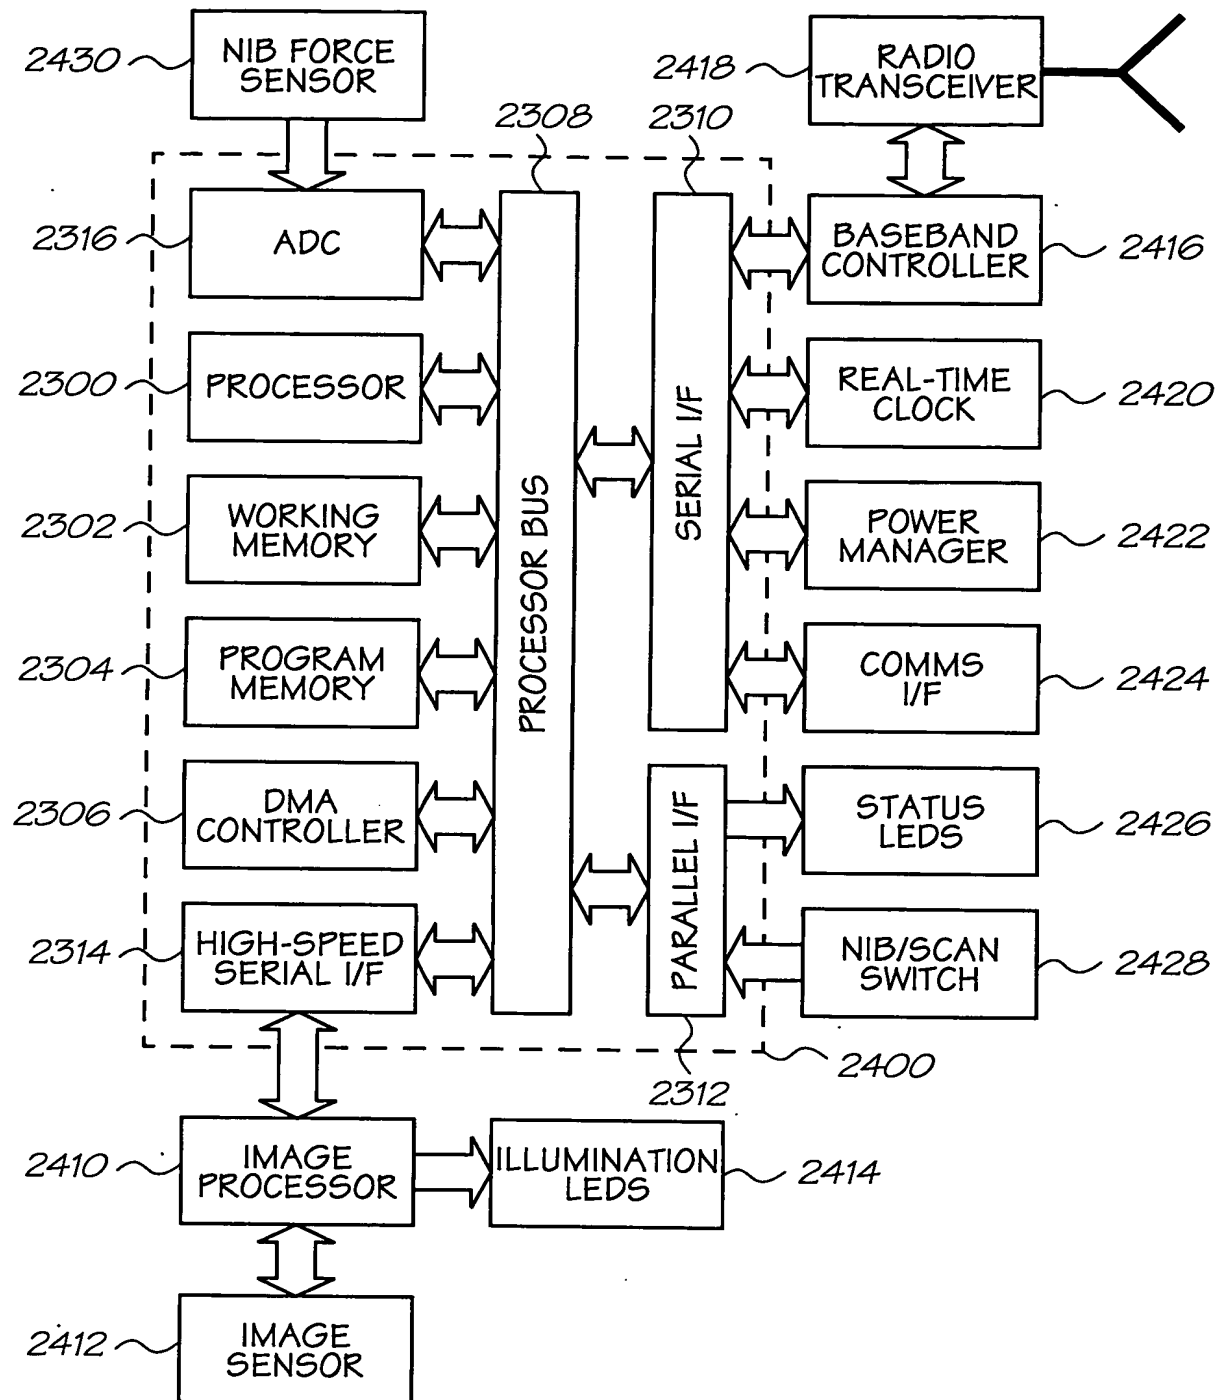 2430
NIB FORCE
SENSOR
2418
RADIO
TRANSCEIVER
2308
2310
2316
ADC
BASEBAND
CONTROLLER
2416
2300
PROCESSOR
REAL-TIME
CLOCK
2420
2302
WORKING
MEMORY
PROCESSOR BUS
SERIAL I/F
POWER
MANAGER
2422
2304
PROGRAM
MEMORY
COMMS
I/F
2424
2306
DMA
CONTROLLER
PARALLEL I/F
STATUS
LEDS
2426
2314
HIGH-SPEED
SERIAL I/F
NIB/SCAN
SWITCH
2428
2400
2312
2410
IMAGE
PROCESSOR
ILLUMINATION
LEDS
2414
2412
IMAGE
SENSOR